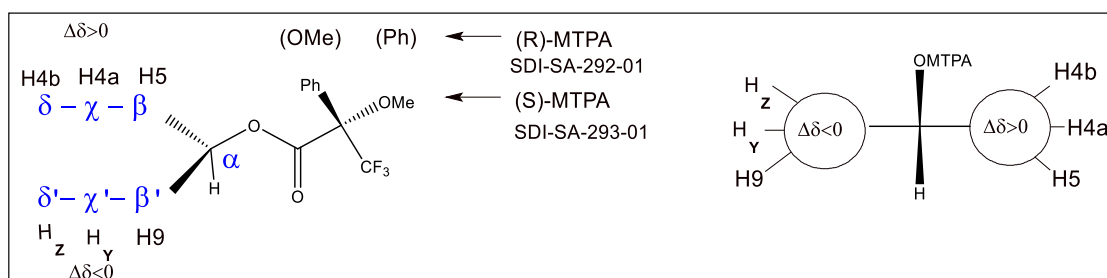 Δδ>0
(OMe) (Ph) (R)-MTPA
SDI-SA-292-01
H4b H4a H5
δ – χ – β
Ph
OMe
(S)-MTPA
SDI-SA-293-01
O
α
H
O
CF3
δ'– χ'– β'
H Z H Y H9
Δδ<0
OMTPA
H4b
H Z
H Y
Δδ<0
Δδ>0
H4a
H9
H5
H